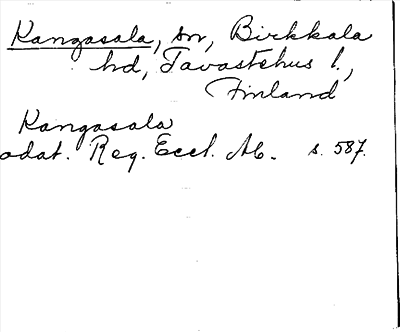 Kangasala, sn, Birkkala
hd, Tavastehus l.,
Finland
Kangasala
odat. Reg. Eccl. Ab. s. 587.